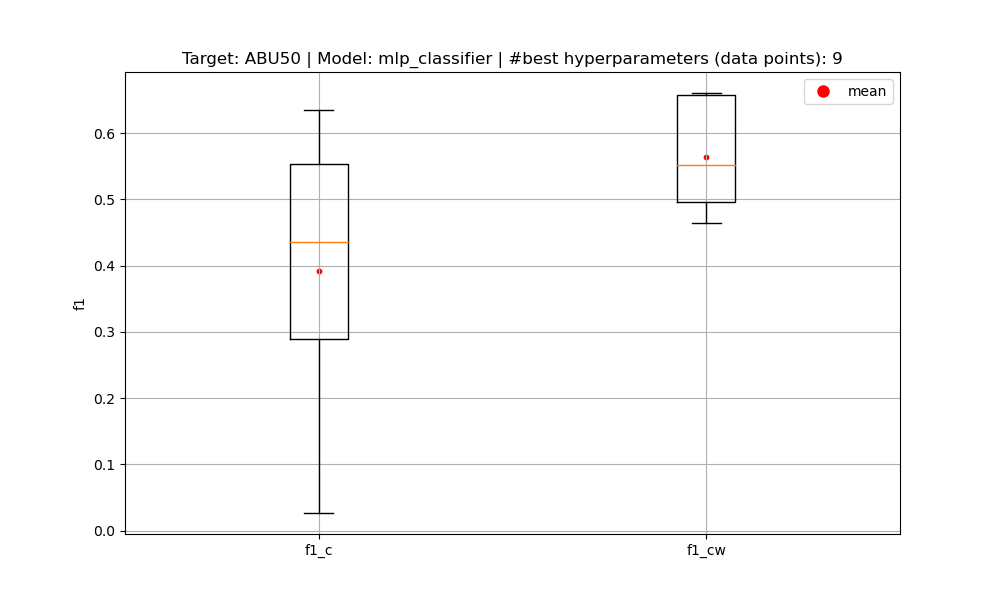 Target: ABU50 | Model: mlp_classifier | #best hyperparameters (data points): 9
mean
0.6
0.5
0.4
0.3
0.2
0.1
0.0
f1
f1_c
f1_cw